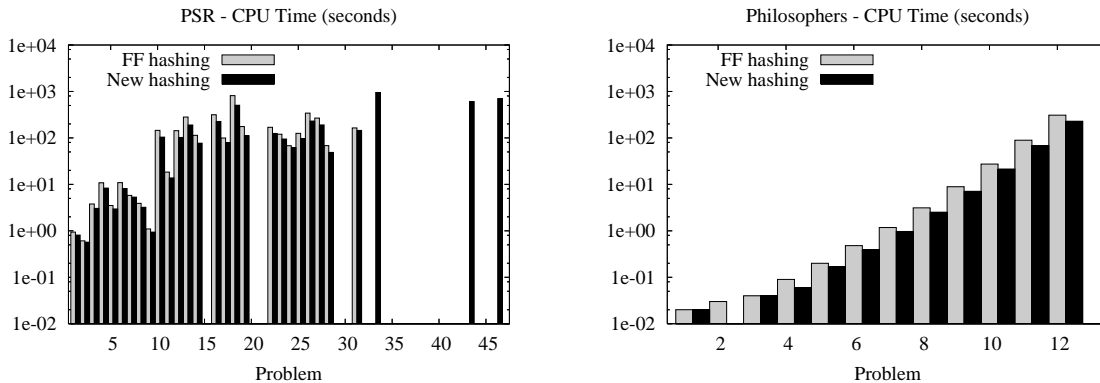 PSR - CPU Time (seconds)
1e+04
1e+03
1e+02
1e+01
1e+00
1e-01
1e-02
FF hashing
New hashing
5 10 15 20 25 30 35 40 45
Problem
Philosophers - CPU Time (seconds)
1e+04
1e+03
1e+02
1e+01
1e+00
1e-01
1e-02
FF hashing
New hashing
2 4 6 8 10 12
Problem